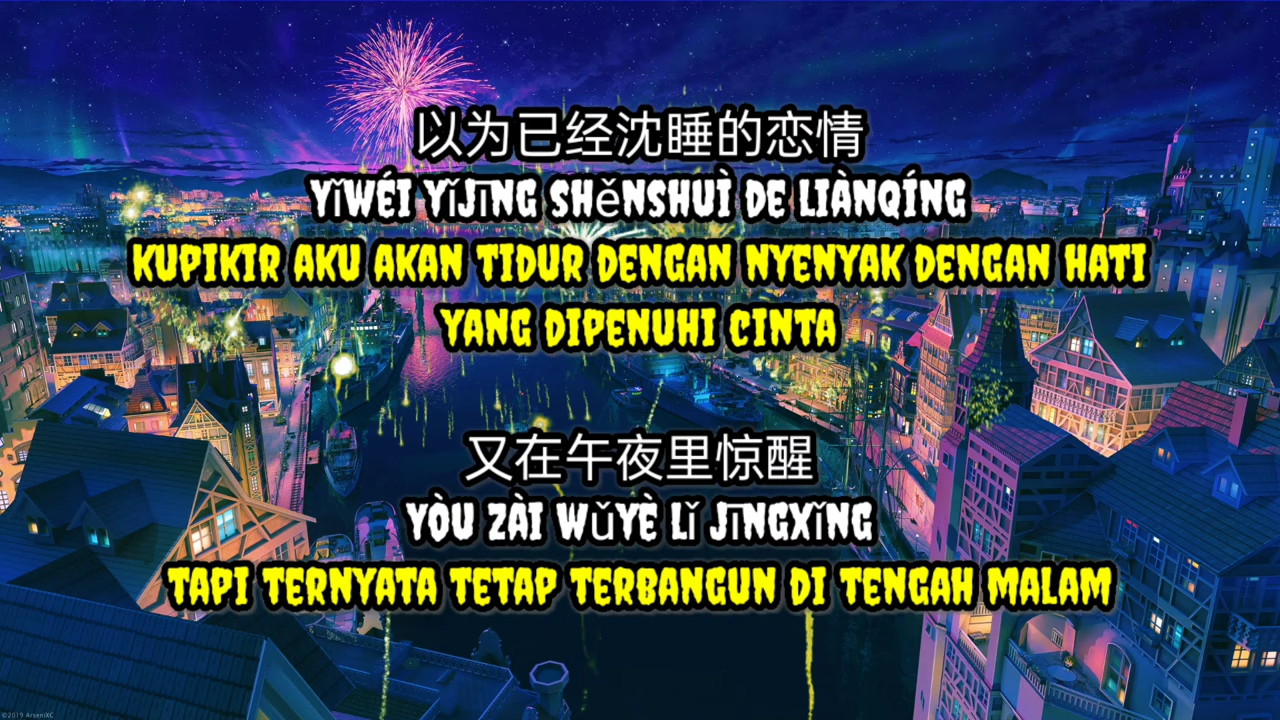 以为已经沈睡的恋情
YǏWÉI YǏJĪNG SHĚNSHUÌ DE LIÀNQÍNG
KUPIKIR AKU AKAN TIDUR DENGAN NYENYAK DENGAN HATI
YANG DIPENUHI CINTA
又在午夜里惊醒
YÒU ZÀI WǓYÈ LǏ JĪNGXǏNG
TAPI TERNYATA TETAP TERBANGUN DI TENGAH MALAM
©2019 ArseniXC